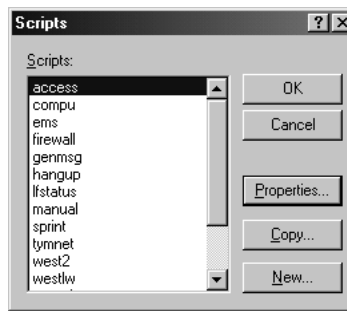 Scripts
Scripts:
access
compu
ems
firewall
genmsg
hangup
lfstatus
manual
sprint
tymnet
west2
westlw
OK
Cancel
Properties...
Copy...
New...